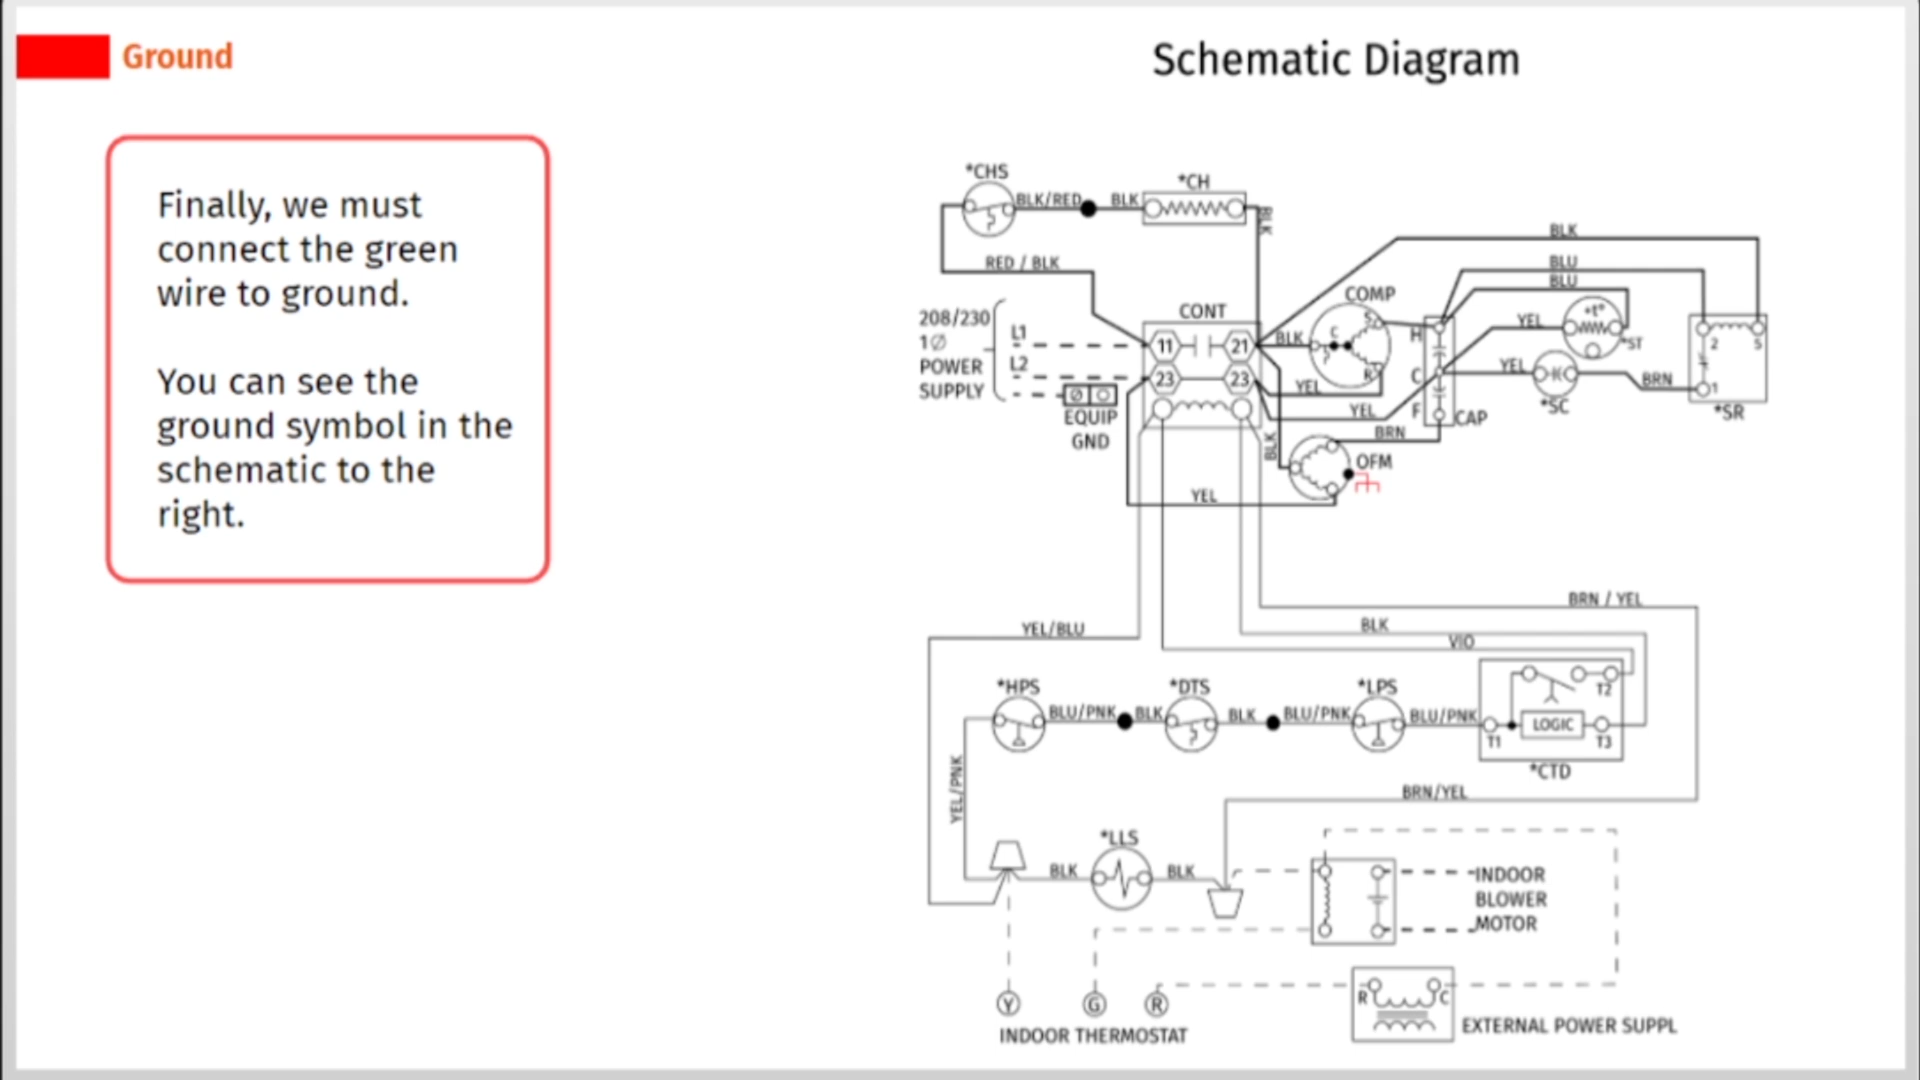 Ground
Schematic Diagram
Finally, we must
connect the green
wire to ground.
You can see the
ground symbol in the
schematic to the
right.
*CHS
BLK/RED
BLK
*CH
BLK
RED / BLK
208/230
1∅
POWER
SUPPLY
L1
L2
EQUIP
GND
CONT
11
21
23
23
BLK
COMP
S
C
R
YEL
YEL
BLK
BLU
BLU
H
C
F
CAP
YEL
+t°
*ST
YEL
*SC
BRN
2
5
1
*SR
BRN
BLK
OFM
YEL
BRN / YEL
YEL/BLU
BLK
VIO
*HPS
BLU/PNK
BLK
*DTS
BLK
BLU/PNK
*LPS
BLU/PNK
T1
LOGIC
T2
T3
*CTD
YEL/PNK
BRN/YEL
BLK
*LLS
BLK
INDOOR
BLOWER
MOTOR
Y
G
R
INDOOR THERMOSTAT
R
C
EXTERNAL POWER SUPPL